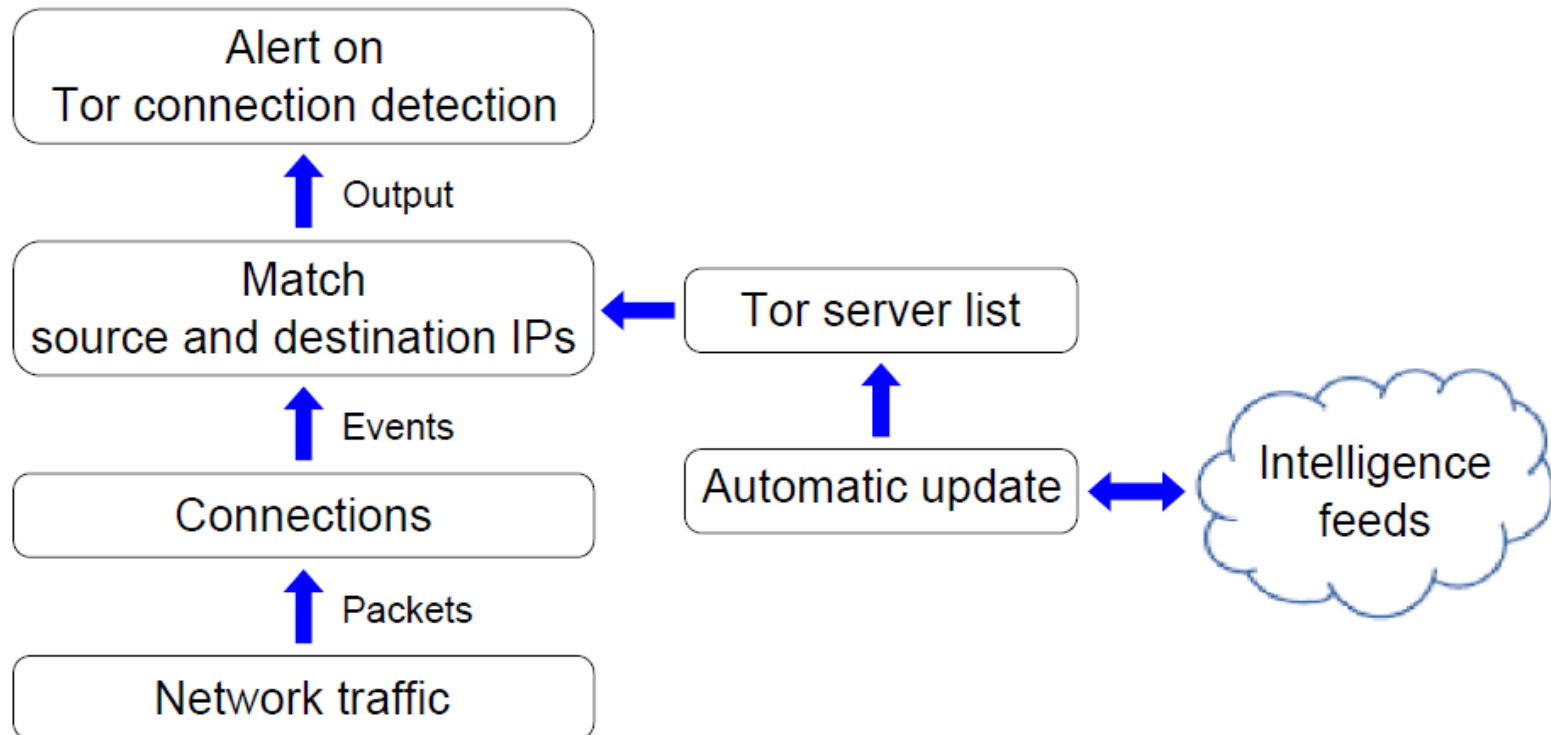 Alert on
Tor connection detection
Output
Match
source and destination IPs
Tor server list
Events
Automatic update
Intelligence
feeds
Connections
Packets
Network traffic